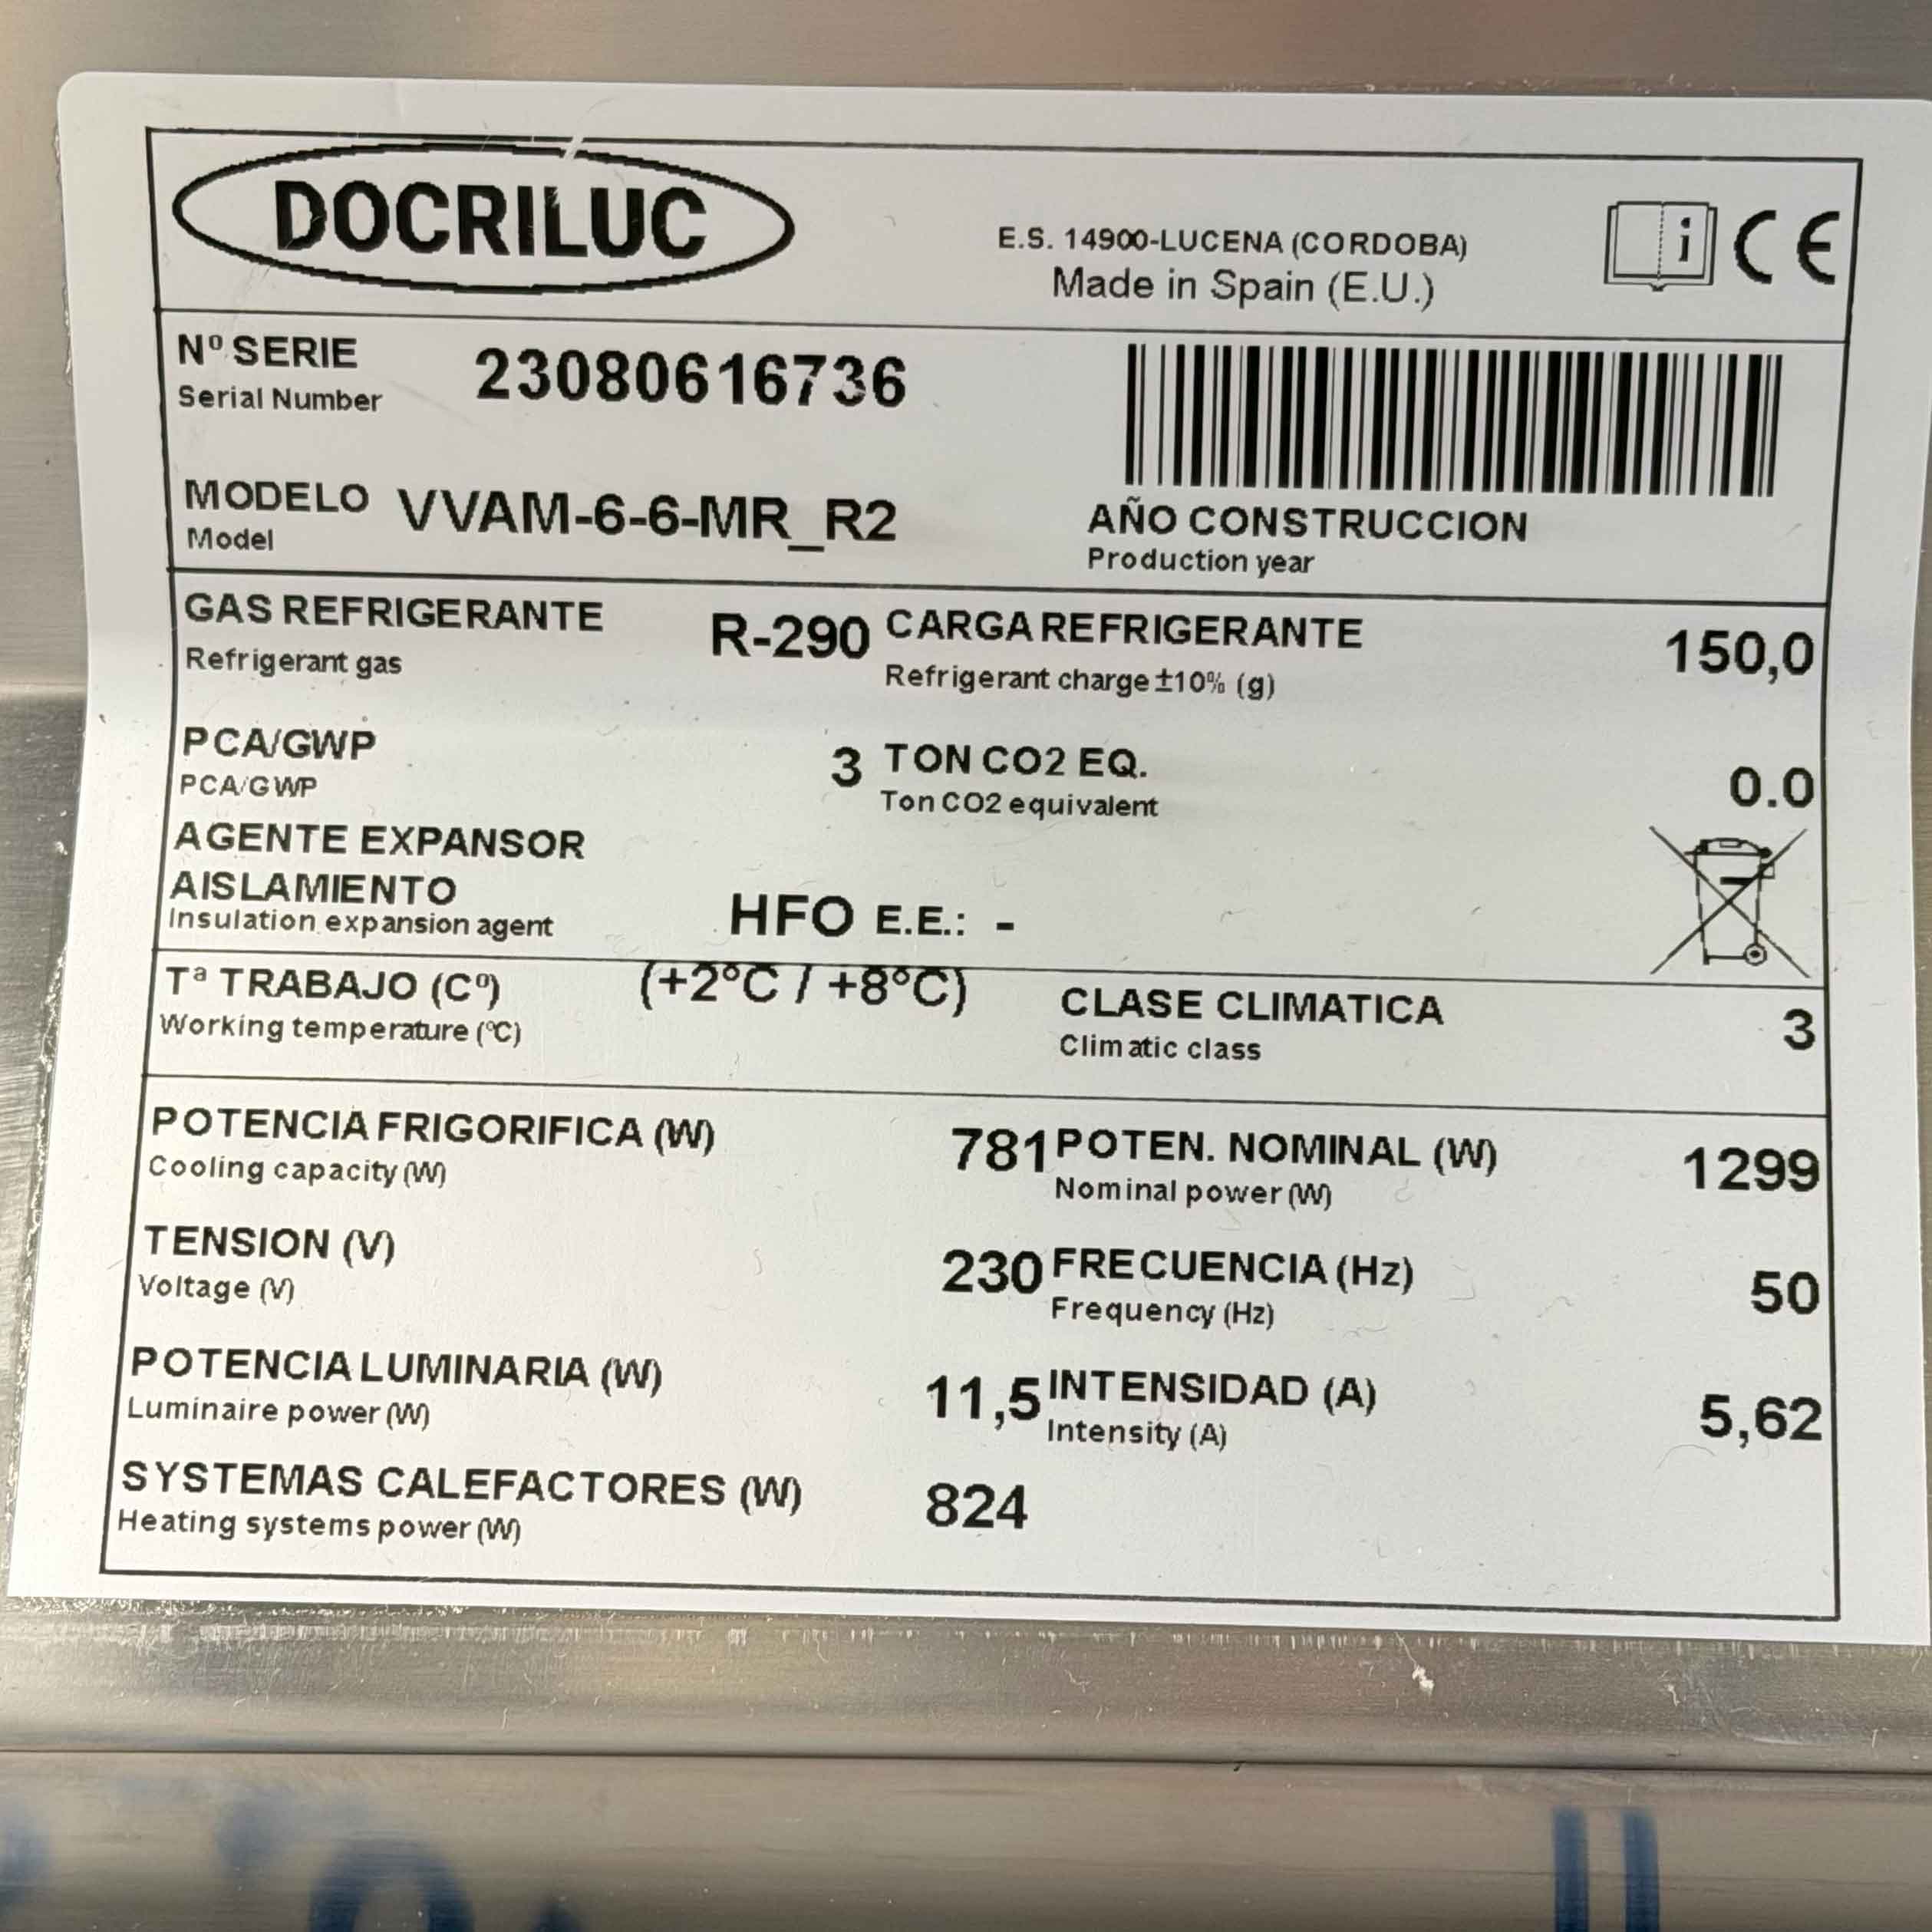 DOCRILUC
E.S. 14900-LUCENA (CORDOBA)
Made in Spain (E.U.)
i CE
Nº SERIE 23080616736
Serial Number
MODELO VVAM-6-6-MR_R2
Model
AÑO CONSTRUCCION
Production year
GAS REFRIGERANTE R-290 CARGA REFRIGERANTE 150,0
Refrigerant gas Refrigerant charge ±10% (g)
PCA/GWP 3 TON CO2 EQ. 0.0
PCA/GWP Ton CO2 equivalent
AGENTE EXPANSOR
AISLAMIENTO HFO E.E.: -
Insulation expansion agent
Tª TRABAJO (Cº) (+2ºC / +8ºC) CLASE CLIMATICA 3
Working temperature (ºC) Climatic class
POTENCIA FRIGORIFICA (W) 781 POTEN. NOMINAL (W) 1299
Cooling capacity (W) Nominal power (W)
TENSION (V) 230 FRECUENCIA (Hz) 50
Voltage (V) Frequency (Hz)
POTENCIA LUMINARIA (W) 11,5 INTENSIDAD (A) 5,62
Luminaire power (W) Intensity (A)
SYSTEMAS CALEFACTORES (W) 824
Heating systems power (W)